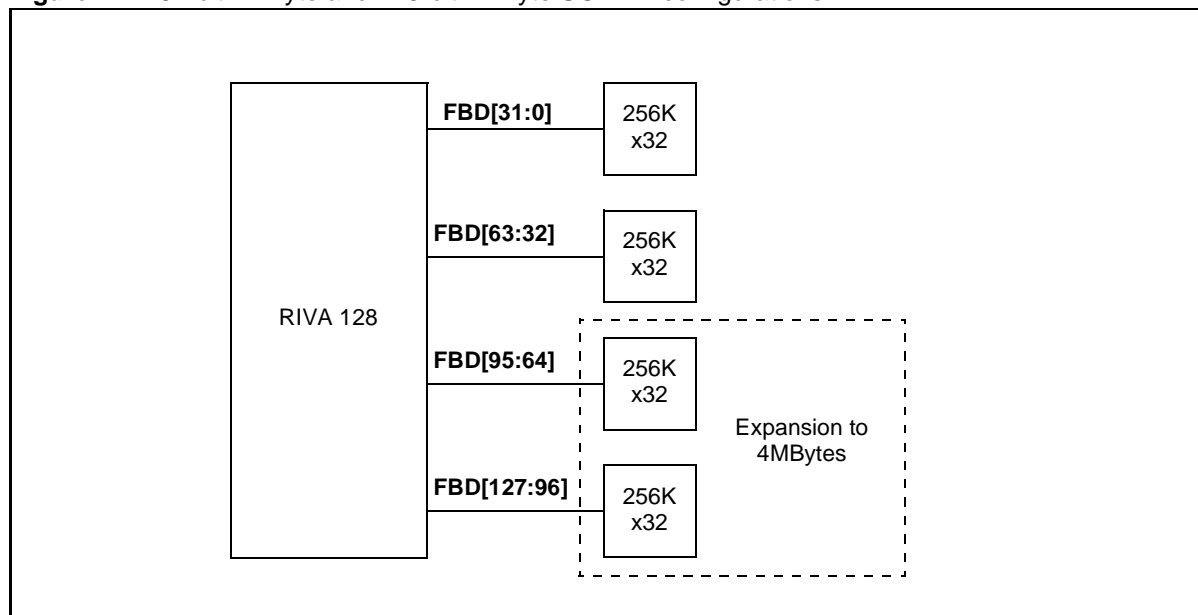 FBD[31:0]
256K
x32
FBD[63:32]
256K
x32
RIVA 128
FBD[95:64]
256K
x32
Expansion to
4MBytes
FBD[127:96]
256K
x32